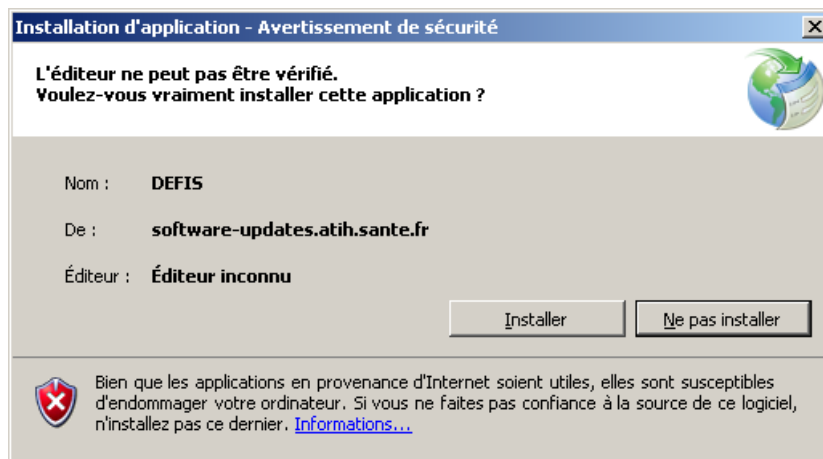 Installation d'application - Avertissement de sécurité
L'éditeur ne peut pas être vérifié.
Voulez-vous vraiment installer cette application ?
Nom : DEFIS
De : software-updates.atih.sante.fr
Éditeur : Éditeur inconnu
Installer Ne pas installer
Bien que les applications en provenance d'Internet soient utiles, elles sont susceptibles
d'endommager votre ordinateur. Si vous ne faites pas confiance à la source de ce logiciel,
n'installez pas ce dernier. Informations...